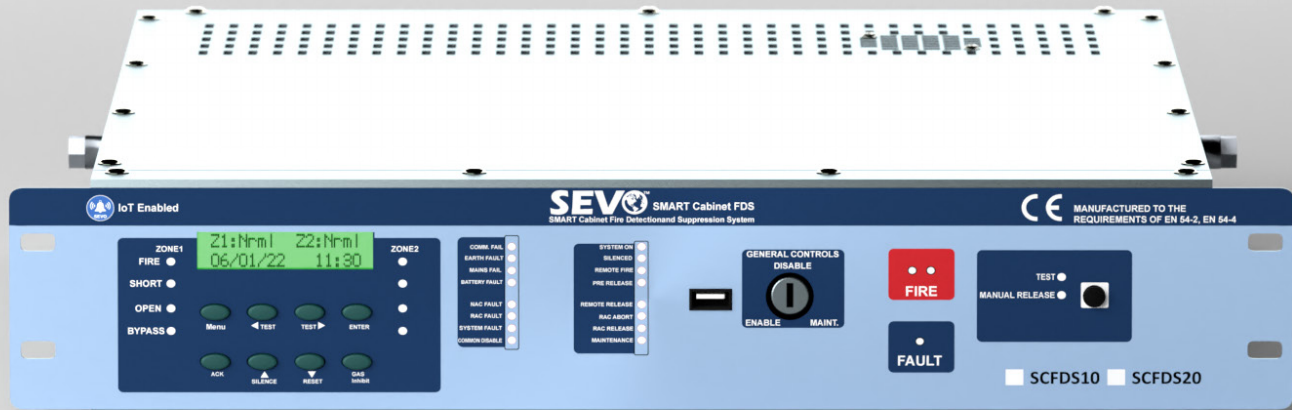 SEVO
IoT Enabled
SEVO™ SMART Cabinet FDS
SMART Cabinet Fire Detectionand Suppression System
CE MANUFACTURED TO THE
REQUIREMENTS OF EN 54-2, EN 54-4
ZONE1
FIRE
SHORT
OPEN
BYPASS
Z1:Nrml Z2:Nrml
06/01/22 11:30
ZONE2
Menu
◀TEST
TEST▶
ENTER
ACK
▲
SILENCE
▼
RESET
GAS
Inhibit
COMM. FAIL
EARTH FAULT
MAINS FAIL
BATTERY FAULT
NAC FAULT
RAC FAULT
SYSTEM FAULT
COMMON DISABLE
SYSTEM ON
SILENCED
REMOTE FIRE
PRE RELEASE
REMOTE RELEASE
RAC ABORT
RAC RELEASE
MAINTENANCE
GENERAL CONTROLS
DISABLE
ENABLE
MAINT.
FIRE
FAULT
TEST
MANUAL RELEASE
SCFDS10 SCFDS20